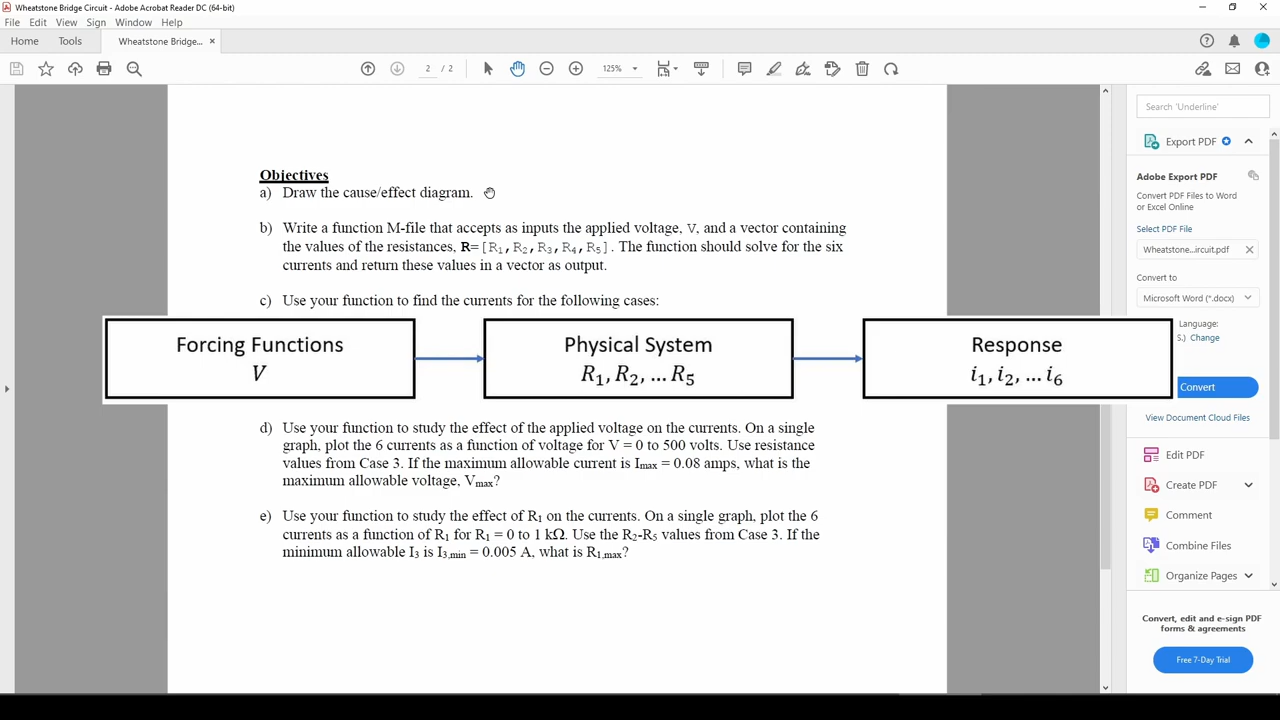 Wheatstone Bridge Circuit - Adobe Acrobat Reader DC (64-bit)
File Edit View Sign Window Help
Home Tools Wheatstone Bridge... ×
2 / 2 125%
Search 'Underline'
Export PDF
Adobe Export PDF
Convert PDF Files to Word
or Excel Online
Select PDF File
Wheatstone...ircuit.pdf
Convert to
Microsoft Word (*.docx)
Language:
S.) Change
Convert
View Document Cloud Files
Edit PDF
Create PDF
Comment
Combine Files
Organize Pages
Convert, edit and e-sign PDF
forms & agreements
Free 7-Day Trial
Objectives
a) Draw the cause/effect diagram.
b) Write a function M-file that accepts as inputs the applied voltage, V, and a vector containing
the values of the resistances, R=[R₁,R₂,R₃,R₄,R₅]. The function should solve for the six
currents and return these values in a vector as output.
c) Use your function to find the currents for the following cases:
Forcing Functions
V
Physical System
R₁, R₂, … R₅
Response
i₁, i₂, … i₆
d) Use your function to study the effect of the applied voltage on the currents. On a single
graph, plot the 6 currents as a function of voltage for V = 0 to 500 volts. Use resistance
values from Case 3. If the maximum allowable current is Imax = 0.08 amps, what is the
maximum allowable voltage, Vmax?
e) Use your function to study the effect of R₁ on the currents. On a single graph, plot the 6
currents as a function of R₁ for R₁ = 0 to 1 kΩ. Use the R₂-R₅ values from Case 3. If the
minimum allowable I₃ is I₃,min = 0.005 A, what is R₁,max?